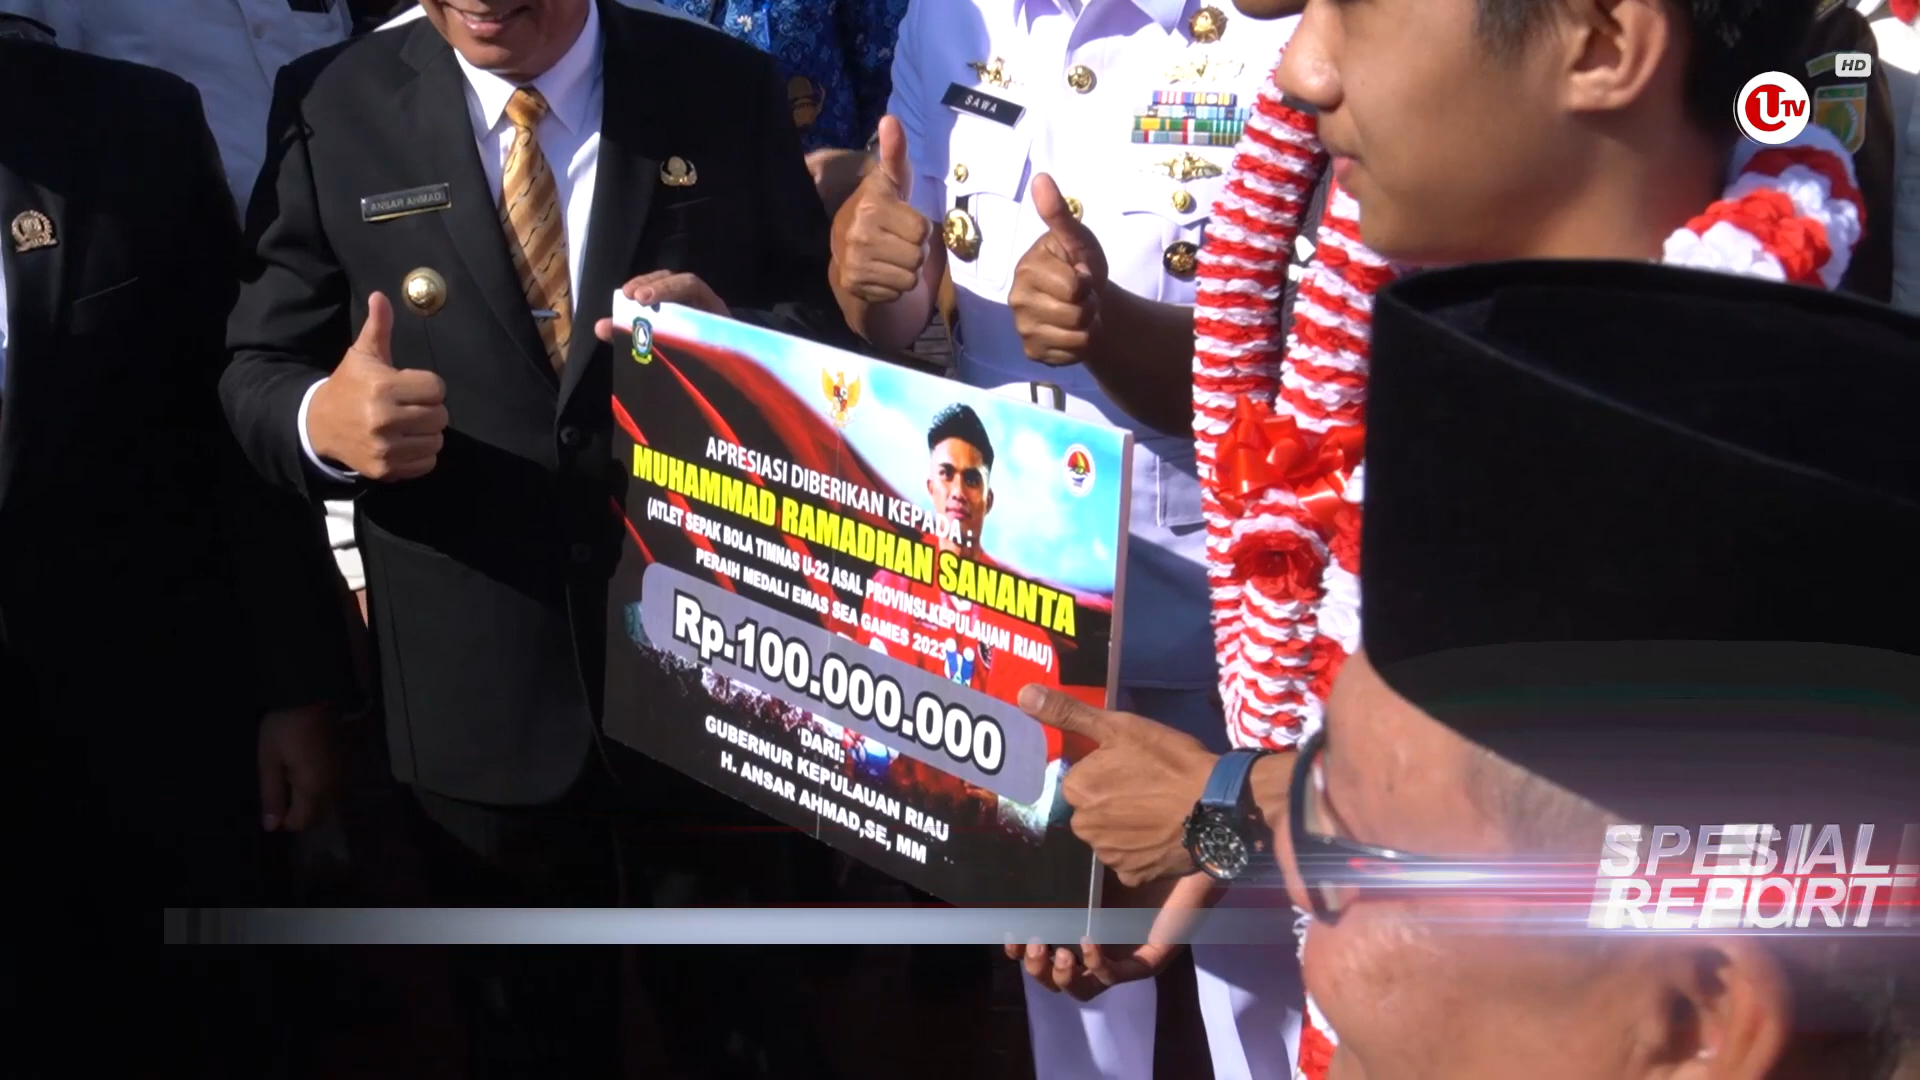 HD
UTV
SAWA
ANSAR AHMAD
APRESIASI DIBERIKAN KEPADA :
MUHAMMAD RAMADHAN SANANTA
(ATLET SEPAK BOLA TIMNAS U-22 ASAL PROVINSI KEPULAUAN RIAU)
PERAIH MEDALI EMAS SEA GAMES 2023
Rp.100.000.000
DARI:
GUBERNUR KEPULAUAN RIAU
H. ANSAR AHMAD,SE, MM
SPESIAL
REPORT